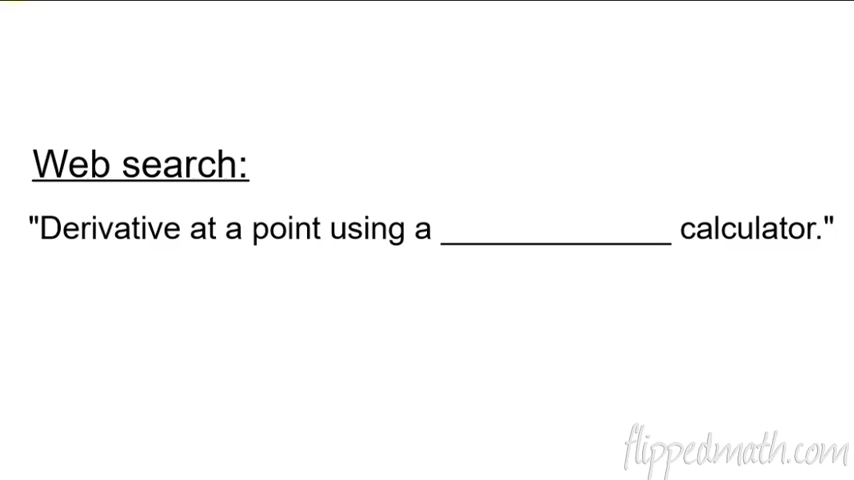 Web search:
"Derivative at a point using a _____________ calculator."
flippedmath.com